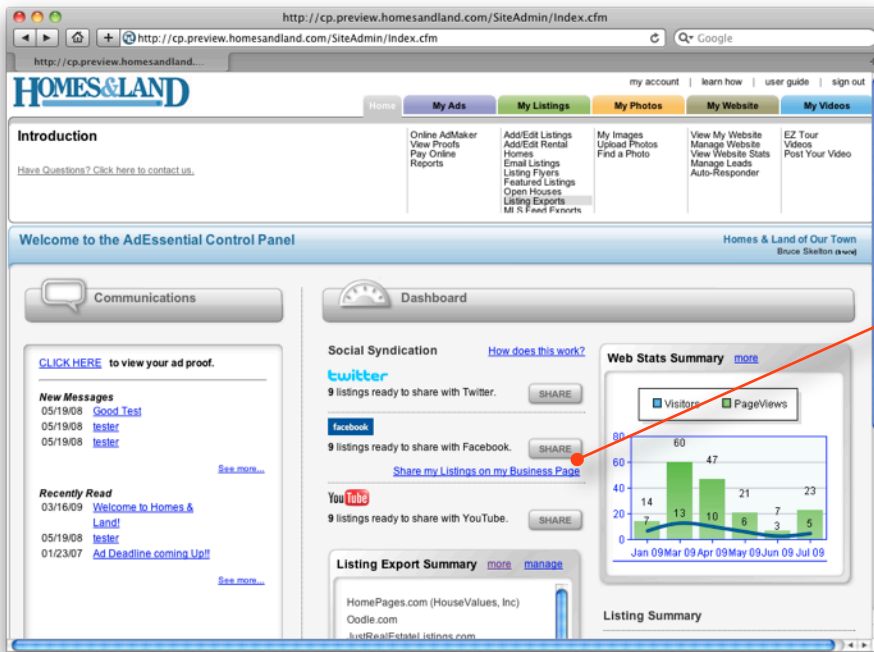 http://cp.preview.homesandland.com/SiteAdmin/Index.cfm
http://cp.preview.homesandland.com/SiteAdmin/Index.cfm
Google
http://cp.preview.homesandland....
HOMES&LAND
my account | learn how | user guide | sign out
Home
My Ads
My Listings
My Photos
My Website
My Videos
Introduction
Have Questions? Click here to contact us.
Online AdMaker
View Proofs
Pay Online
Reports
Add/Edit Listings
Add/Edit Rental
Homes
Email Listings
Listing Flyers
Featured Listings
Open Houses
Listing Exports
MLS Feed Exports
My Images
Upload Photos
Find a Photo
View My Website
Manage Website
View Website Stats
Manage Leads
Auto-Responder
EZ Tour
Videos
Post Your Video
Welcome to the AdEssential Control Panel
Homes & Land of Our Town
Bruce Skelton
Communications
CLICK HERE to view your ad proof.
New Messages
05/19/08 Good Test
05/19/08 tester
05/19/08 tester
See more...
Recently Read
03/16/09 Welcome to Homes &
Land!
05/19/08 tester
01/23/07 Ad Deadline coming Up!!
See more...
Dashboard
Social Syndication How does this work?
twitter
9 listings ready to share with Twitter. SHARE
facebook
9 listings ready to share with Facebook. SHARE
Share my Listings on my Business Page
YouTube
9 listings ready to share with YouTube. SHARE
Listing Export Summary more manage
HomePages.com (HouseValues, Inc)
Oodle.com
JustRealEstateListings.com
Web Stats Summary more
Visitors PageViews
80
60
40
20
0
14
60
47
21
7
23
7
13
10
6
3
5
Jan 09 Mar 09 Apr 09 May 09 Jun 09 Jul 09
Listing Summary